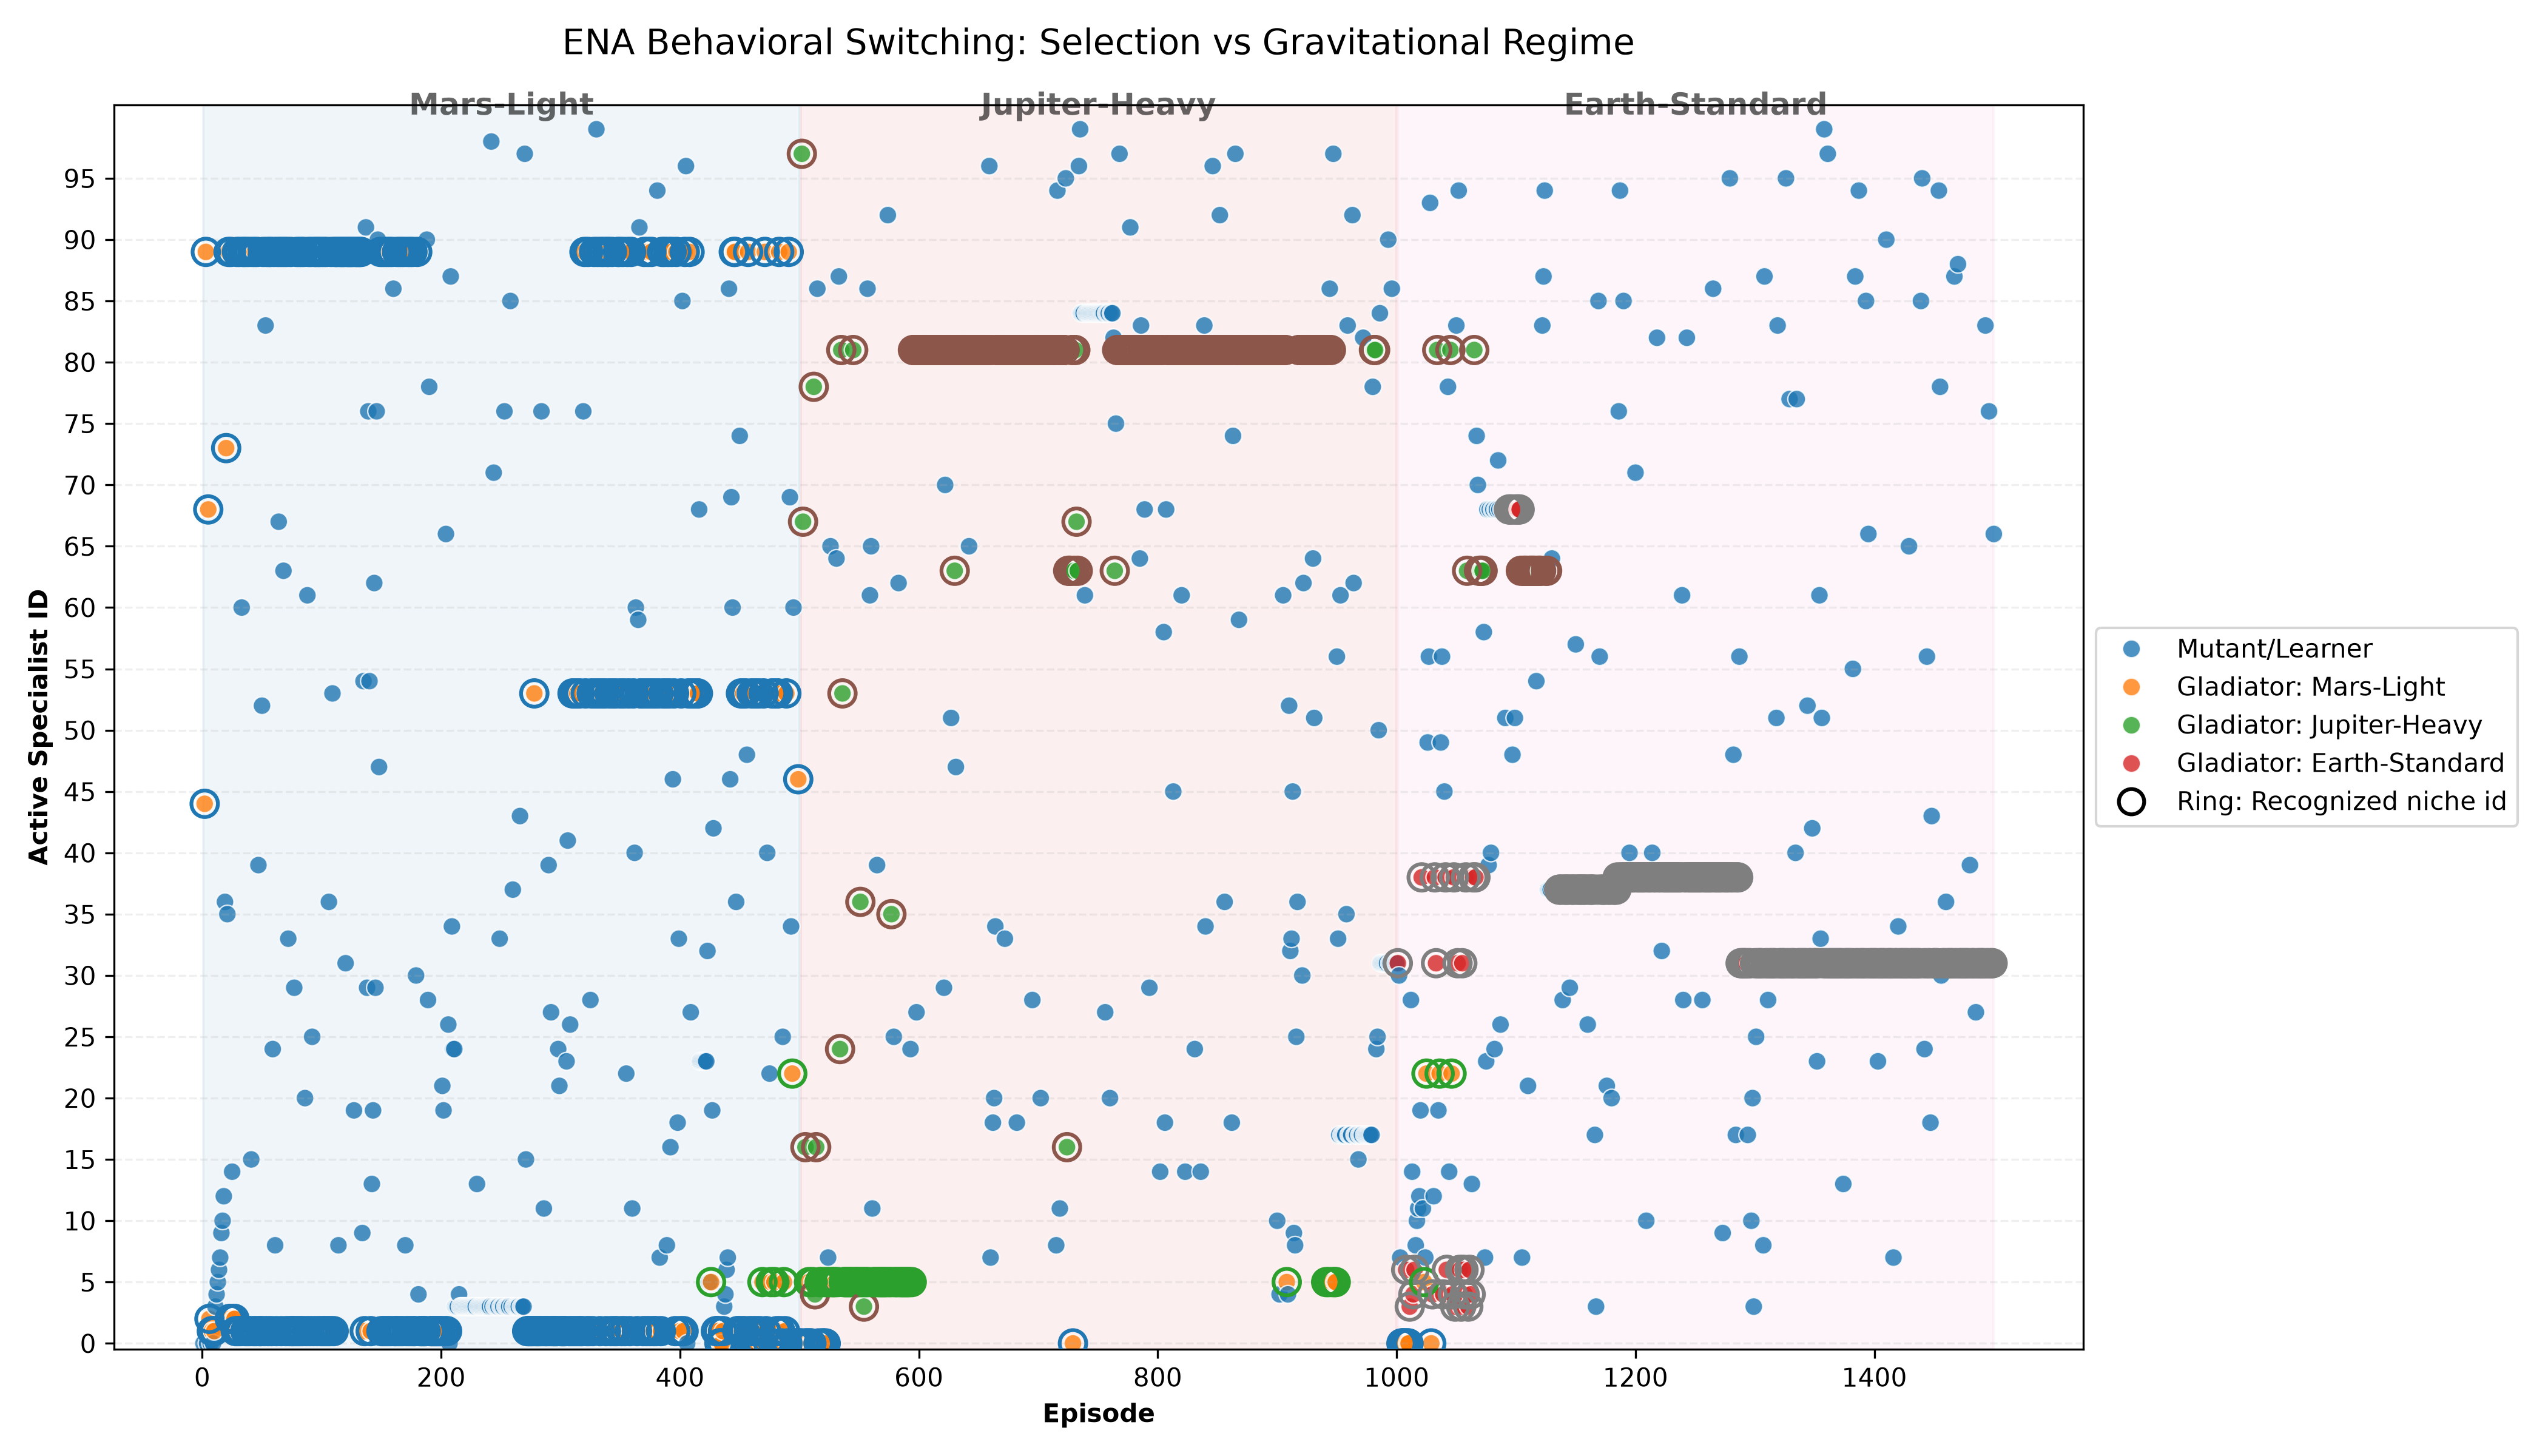 ENA Behavioral Switching: Selection vs Gravitational Regime
Mars-Light
Jupiter-Heavy
Earth-Standard
Active Specialist ID
95
90
85
80
75
70
65
60
55
50
45
40
35
30
25
20
15
10
5
0
0 200 400 600 800 1000 1200 1400
Episode
Mutant/Learner
Gladiator: Mars-Light
Gladiator: Jupiter-Heavy
Gladiator: Earth-Standard
Ring: Recognized niche id